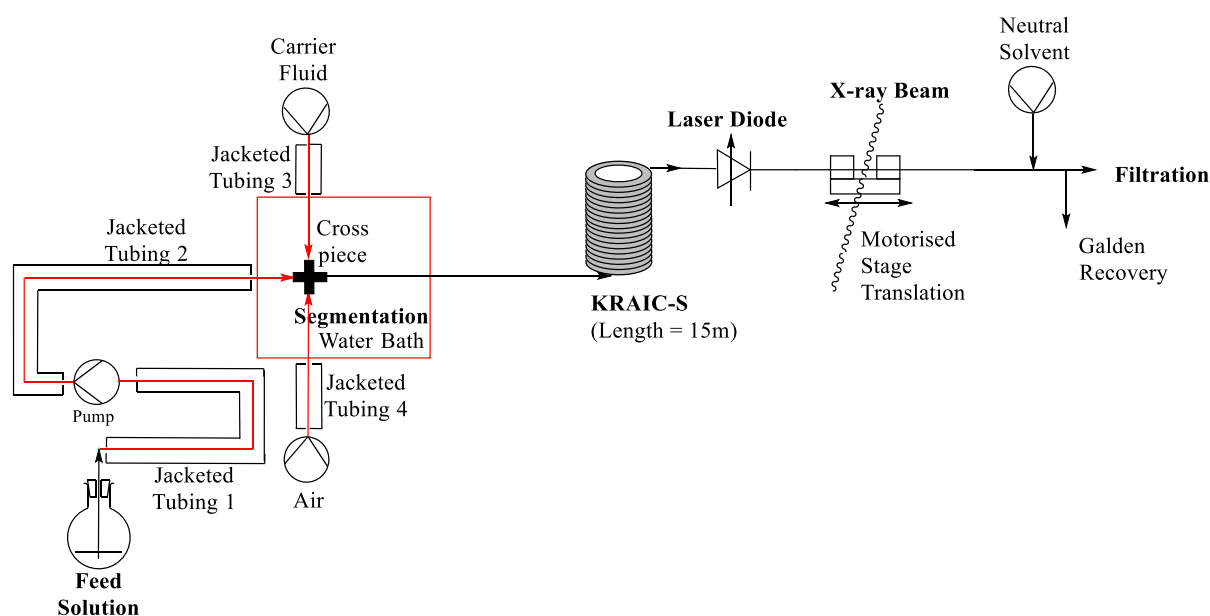 Carrier
Fluid
Neutral
Solvent
X-ray Beam
Laser Diode
Jacketed
Tubing 3
Filtration
Jacketed
Tubing 2
Cross
piece
Motorised
Stage
Translation
Galden
Recovery
KRAIC-S
(Length = 15m)
Segmentation
Water Bath
Jacketed
Tubing 4
Pump
Jacketed
Tubing 1
Air
Feed
Solution